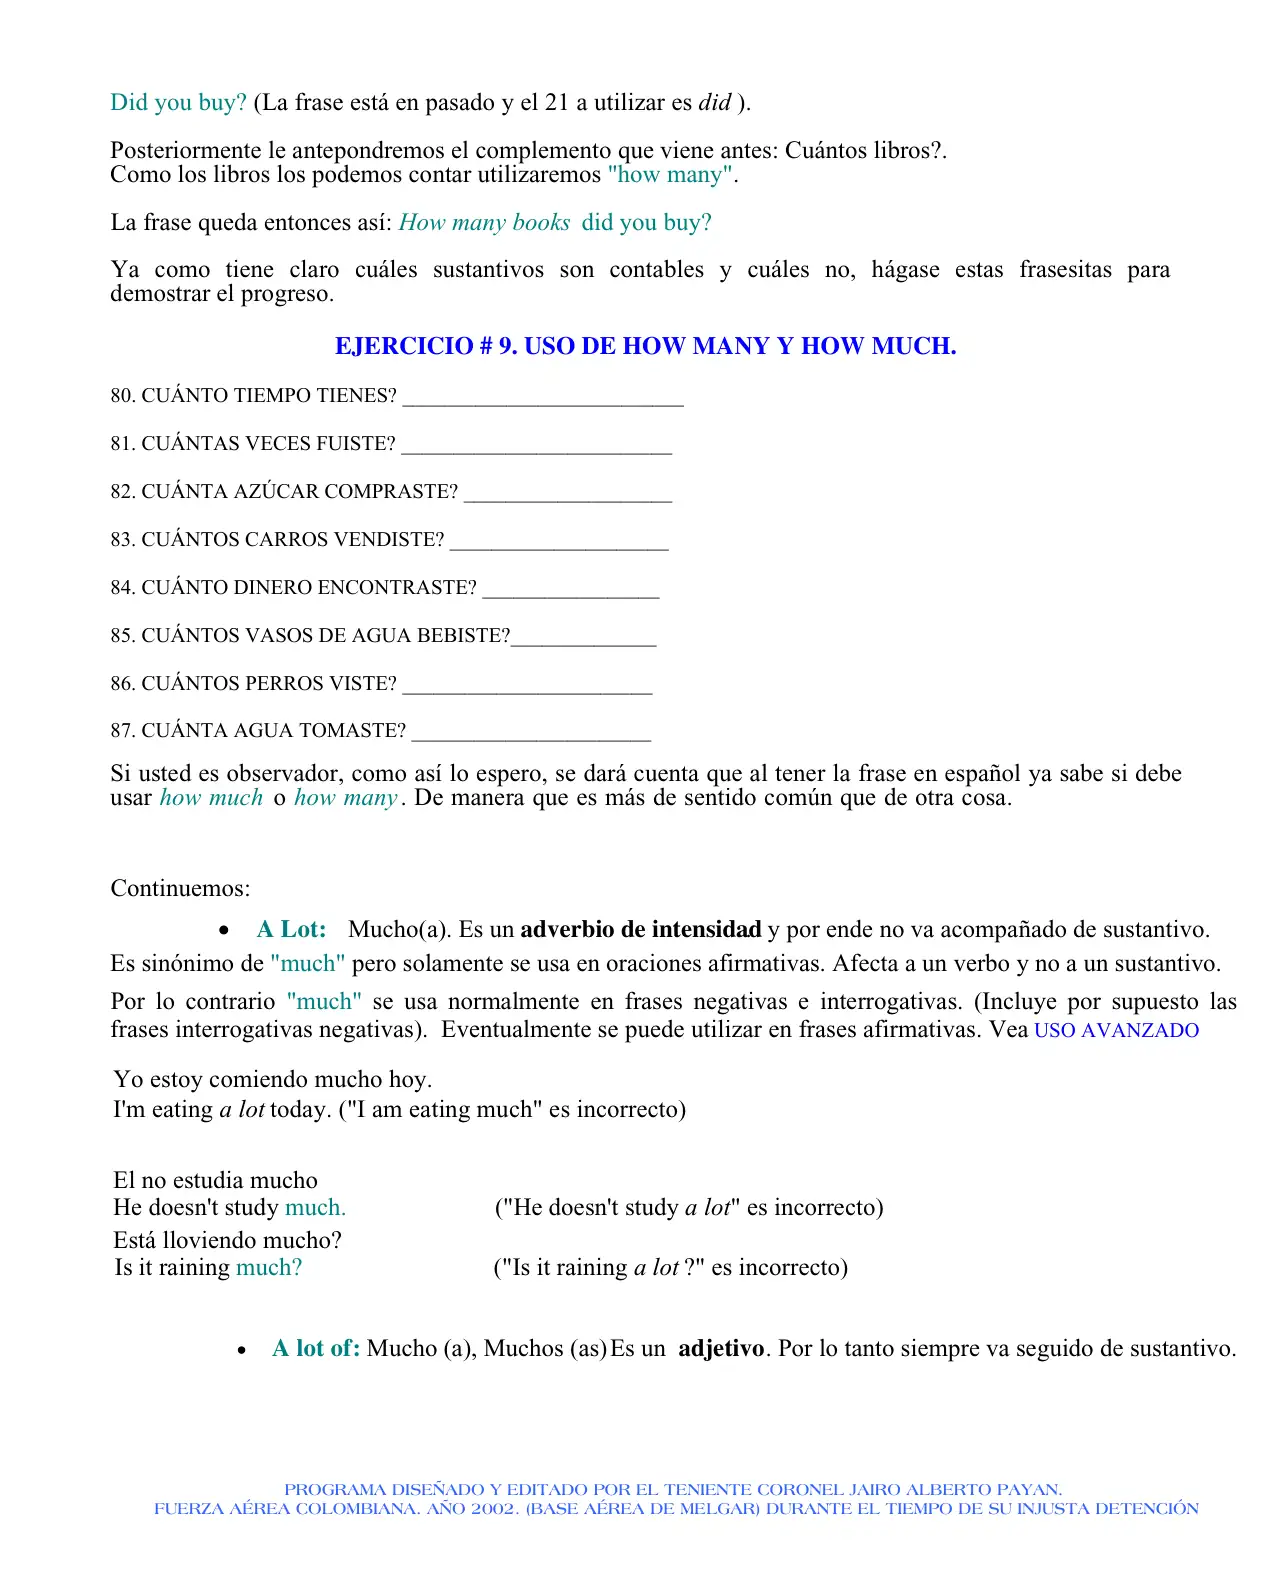 Did you buy? (La frase está en pasado y el 21 a utilizar es did ).
Posteriormente le antepondremos el complemento que viene antes: Cuántos libros?.
Como los libros los podemos contar utilizaremos "how many".
La frase queda entonces así: How many books did you buy?
Ya como tiene claro cuáles sustantivos son contables y cuáles no, hágase estas frasesitas para
demostrar el progreso.
EJERCICIO # 9. USO DE HOW MANY Y HOW MUCH.
80. CUÁNTO TIEMPO TIENES? ___________________________
81. CUÁNTAS VECES FUISTE? __________________________
82. CUÁNTA AZÚCAR COMPRASTE? ____________________
83. CUÁNTOS CARROS VENDISTE? _____________________
84. CUÁNTO DINERO ENCONTRASTE? _________________
85. CUÁNTOS VASOS DE AGUA BEBISTE?______________
86. CUÁNTOS PERROS VISTE? ________________________
87. CUÁNTA AGUA TOMASTE? _______________________
Si usted es observador, como así lo espero, se dará cuenta que al tener la frase en español ya sabe si debe
usar how much o how many. De manera que es más de sentido común que de otra cosa.
Continuemos:
• A Lot: Mucho(a). Es un adverbio de intensidad y por ende no va acompañado de sustantivo.
Es sinónimo de "much" pero solamente se usa en oraciones afirmativas. Afecta a un verbo y no a un sustantivo.
Por lo contrario "much" se usa normalmente en frases negativas e interrogativas. (Incluye por supuesto las
frases interrogativas negativas). Eventualmente se puede utilizar en frases afirmativas. Vea USO AVANZADO
Yo estoy comiendo mucho hoy.
I'm eating a lot today. ("I am eating much" es incorrecto)
El no estudia mucho
He doesn't study much. ("He doesn't study a lot" es incorrecto)
Está lloviendo mucho?
Is it raining much? ("Is it raining a lot ?" es incorrecto)
• A lot of: Mucho (a), Muchos (as) Es un adjetivo. Por lo tanto siempre va seguido de sustantivo.
PROGRAMA DISEÑADO Y EDITADO POR EL TENIENTE CORONEL JAIRO ALBERTO PAYAN.
FUERZA AÉREA COLOMBIANA. AÑO 2002. (BASE AÉREA DE MELGAR) DURANTE EL TIEMPO DE SU INJUSTA DETENCIÓN